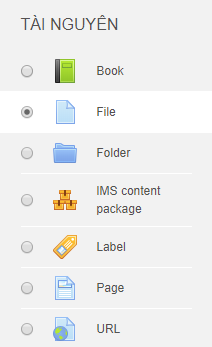 TÀI NGUYÊN
Book
File
Folder
IMS content
package
Label
Page
URL